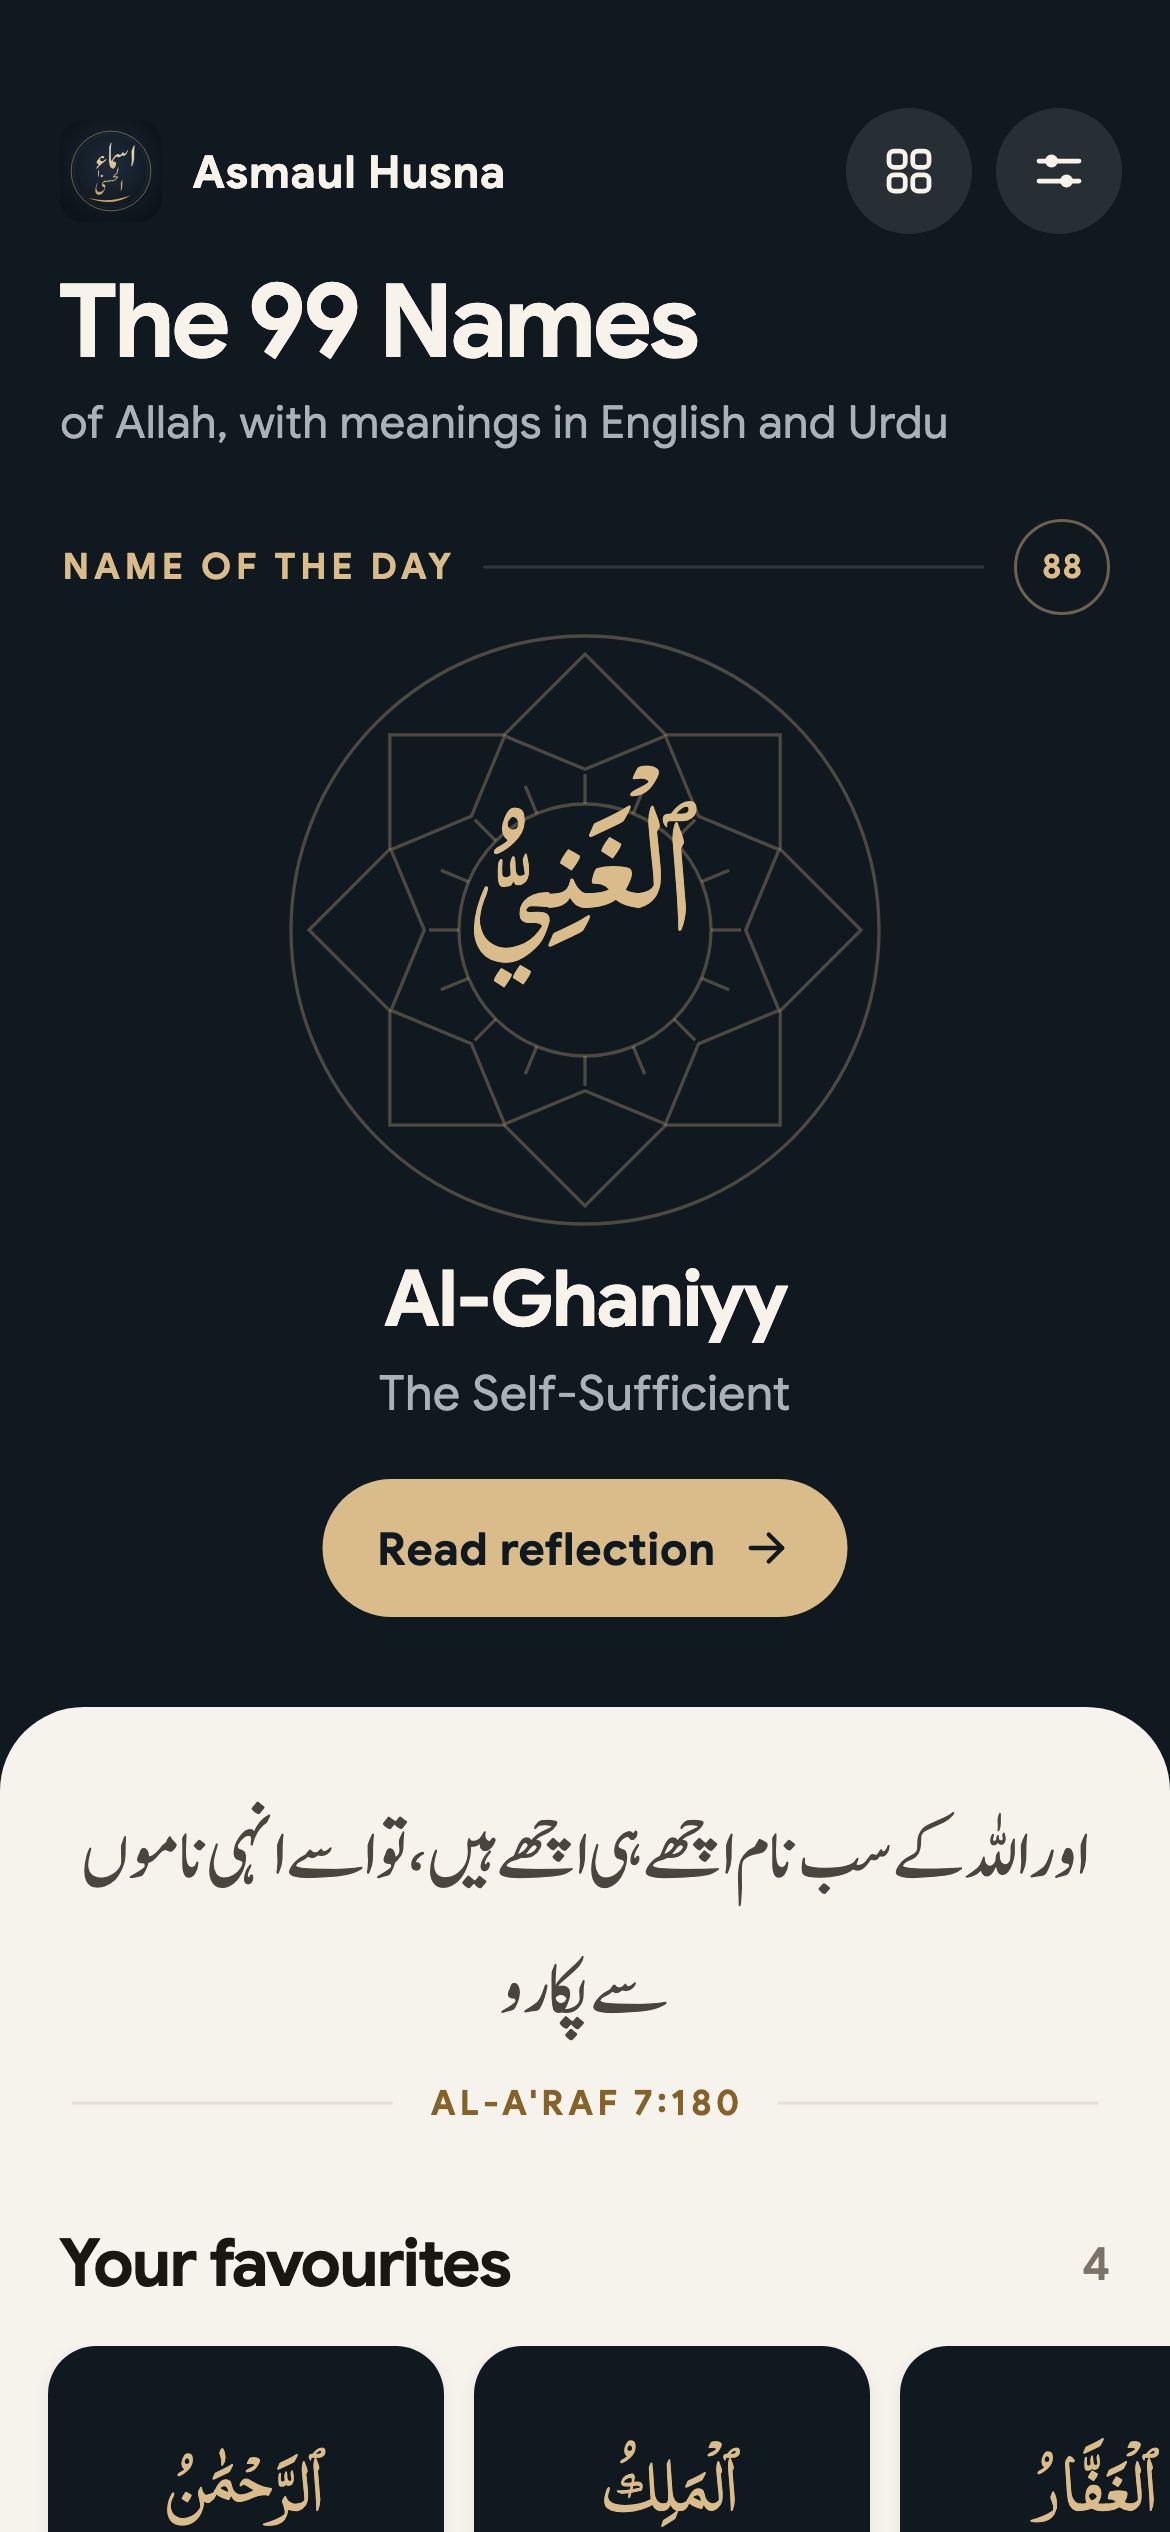 اسماء الحسنى
Asmaul Husna
The 99 Names
of Allah, with meanings in English and Urdu
NAME OF THE DAY
88
ٱلْغَنِيُّ
Al-Ghaniyy
The Self-Sufficient
Read reflection →
اور اللہ کے سب نام اچھے ہی اچھے ہیں، تو اسے انہی ناموں
سے پکارو
AL-A'RAF 7:180
Your favourites
4
ٱلرَّحْمَٰنُ
ٱلْمَلِكُ
ٱلْغَفَّارُ